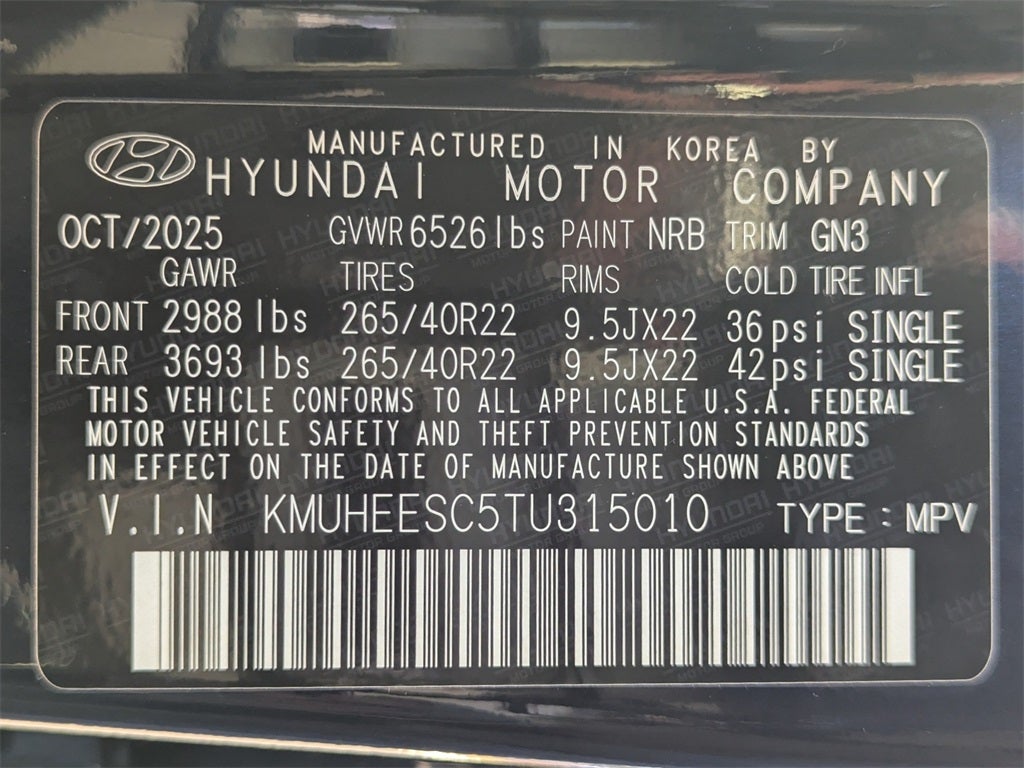 MANUFACTURED IN KOREA BY
HYUNDAI MOTOR COMPANY
OCT/2025 GVWR 6526 lbs PAINT NRB TRIM GN3
GAWR TIRES RIMS COLD TIRE INFL
FRONT 2988 lbs 265/40R22 9.5JX22 36psi SINGLE
REAR 3693 lbs 265/40R22 9.5JX22 42psi SINGLE
THIS VEHICLE CONFORMS TO ALL APPLICABLE U.S.A. FEDERAL
MOTOR VEHICLE SAFETY AND THEFT PREVENTION STANDARDS
IN EFFECT ON THE DATE OF MANUFACTURE SHOWN ABOVE
V.I.N KMUHEESC5TU315010 TYPE : MPV